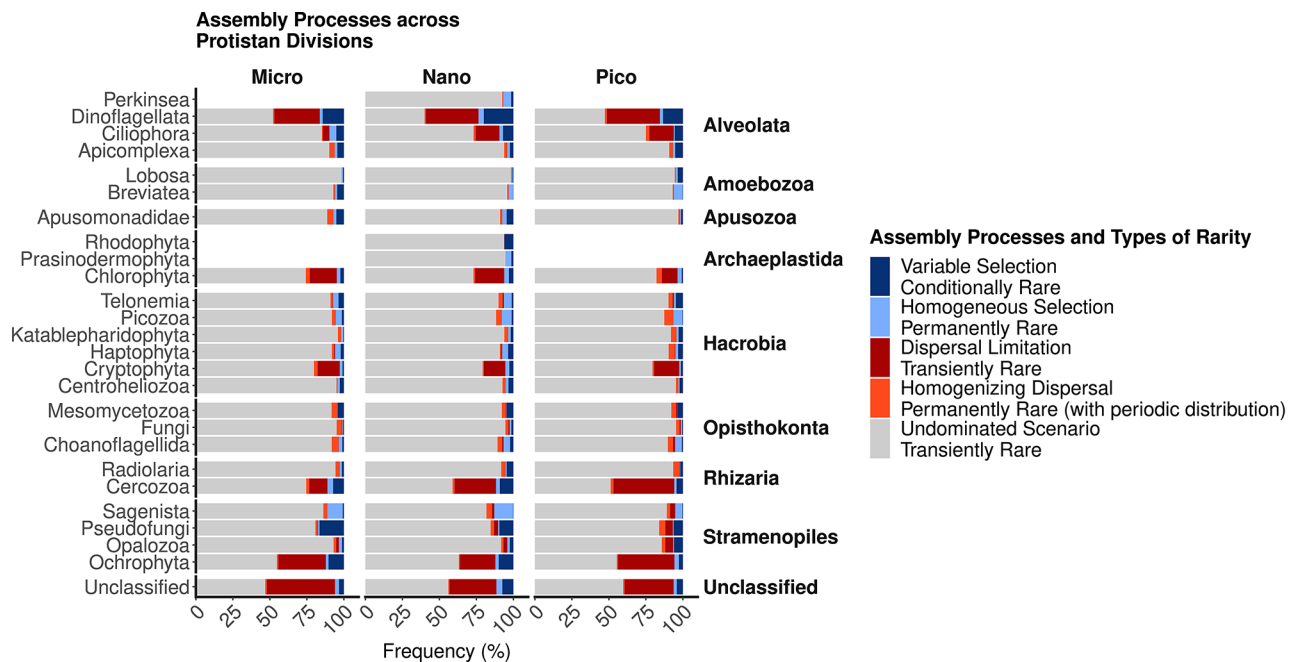 Assembly Processes across
Protistan Divisions
Micro
Nano
Pico
Perkinsea
Dinoflagellata
Ciliophora
Apicomplexa
Alveolata
Lobosa
Breviatea
Amoebozoa
Apusomonadidae
Apusozoa
Rhodophyta
Prasinodermophyta
Chlorophyta
Archaeplastida
Telonemia
Picozoa
Katablepharidophyta
Haptophyta
Cryptophyta
Centroheliozoa
Hacrobia
Mesomycetozoa
Fungi
Choanoflagellida
Opisthokonta
Radiolaria
Cercozoa
Rhizaria
Sagenista
Pseudofungi
Opalozoa
Ochrophyta
Stramenopiles
Unclassified
Unclassified
0 25 50 75 100
0 25 50 75 100
0 25 50 75 100
Frequency (%)
Assembly Processes and Types of Rarity
Variable Selection
Conditionally Rare
Homogeneous Selection
Permanently Rare
Dispersal Limitation
Transiently Rare
Homogenizing Dispersal
Permanently Rare (with periodic distribution)
Undominated Scenario
Transiently Rare